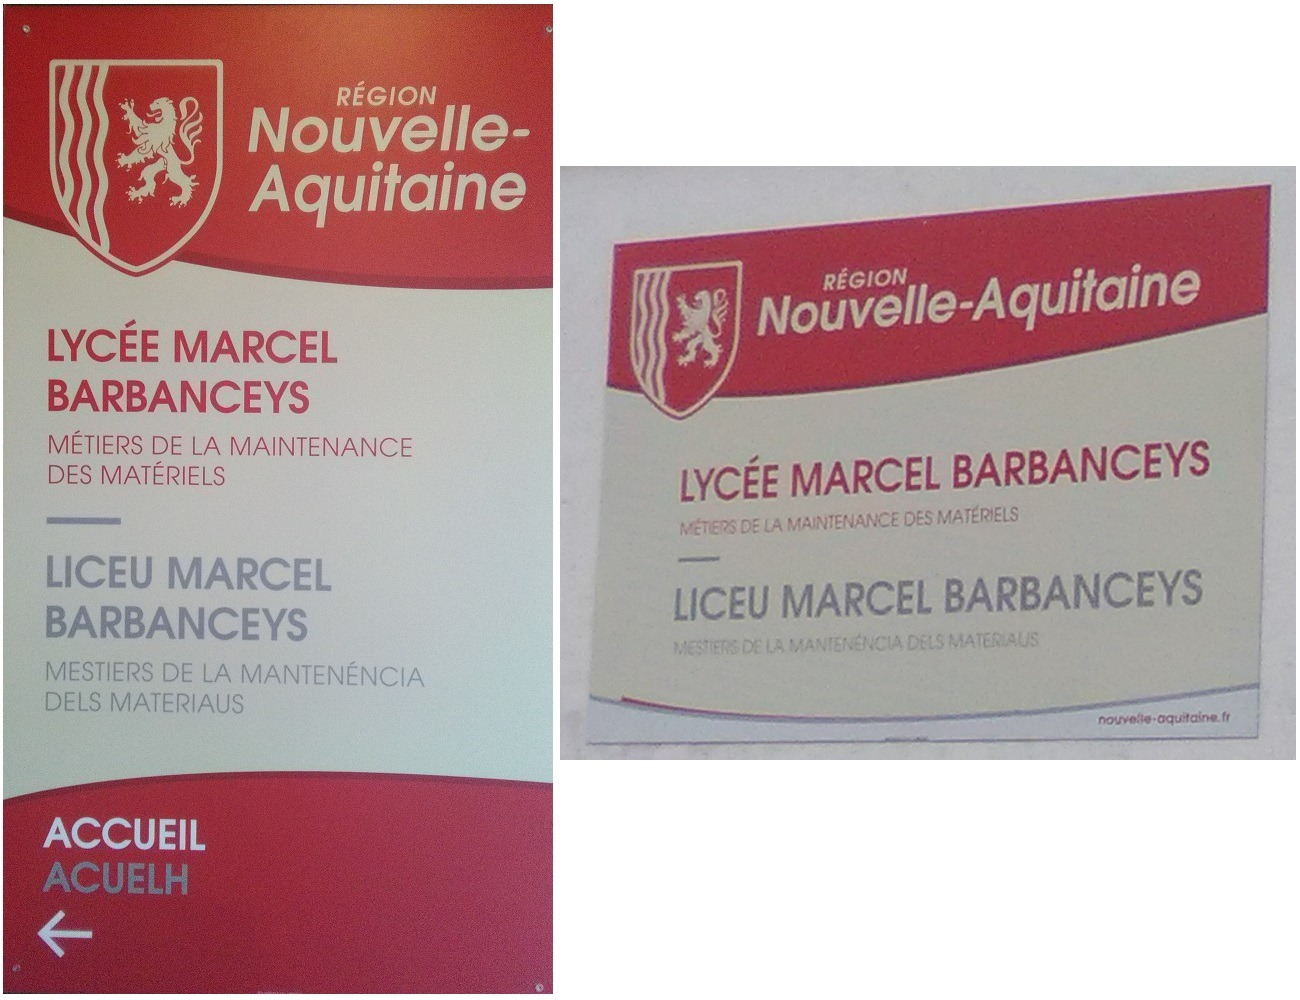 RÉGION
Nouvelle-
Aquitaine
LYCÉE MARCEL
BARBANCEYS
MÉTIERS DE LA MAINTENANCE
DES MATÉRIELS
LICEU MARCEL
BARBANCEYS
MESTIERS DE LA MANTENÉNCIA
DELS MATERIAUS
ACCUEIL
ACUELH
RÉGION
Nouvelle-Aquitaine
LYCÉE MARCEL BARBANCEYS
MÉTIERS DE LA MAINTENANCE DES MATÉRIELS
LICEU MARCEL BARBANCEYS
MESTIERS DE LA MANTENÉNCIA DELS MATERIAUS
nouvelle-aquitaine.fr